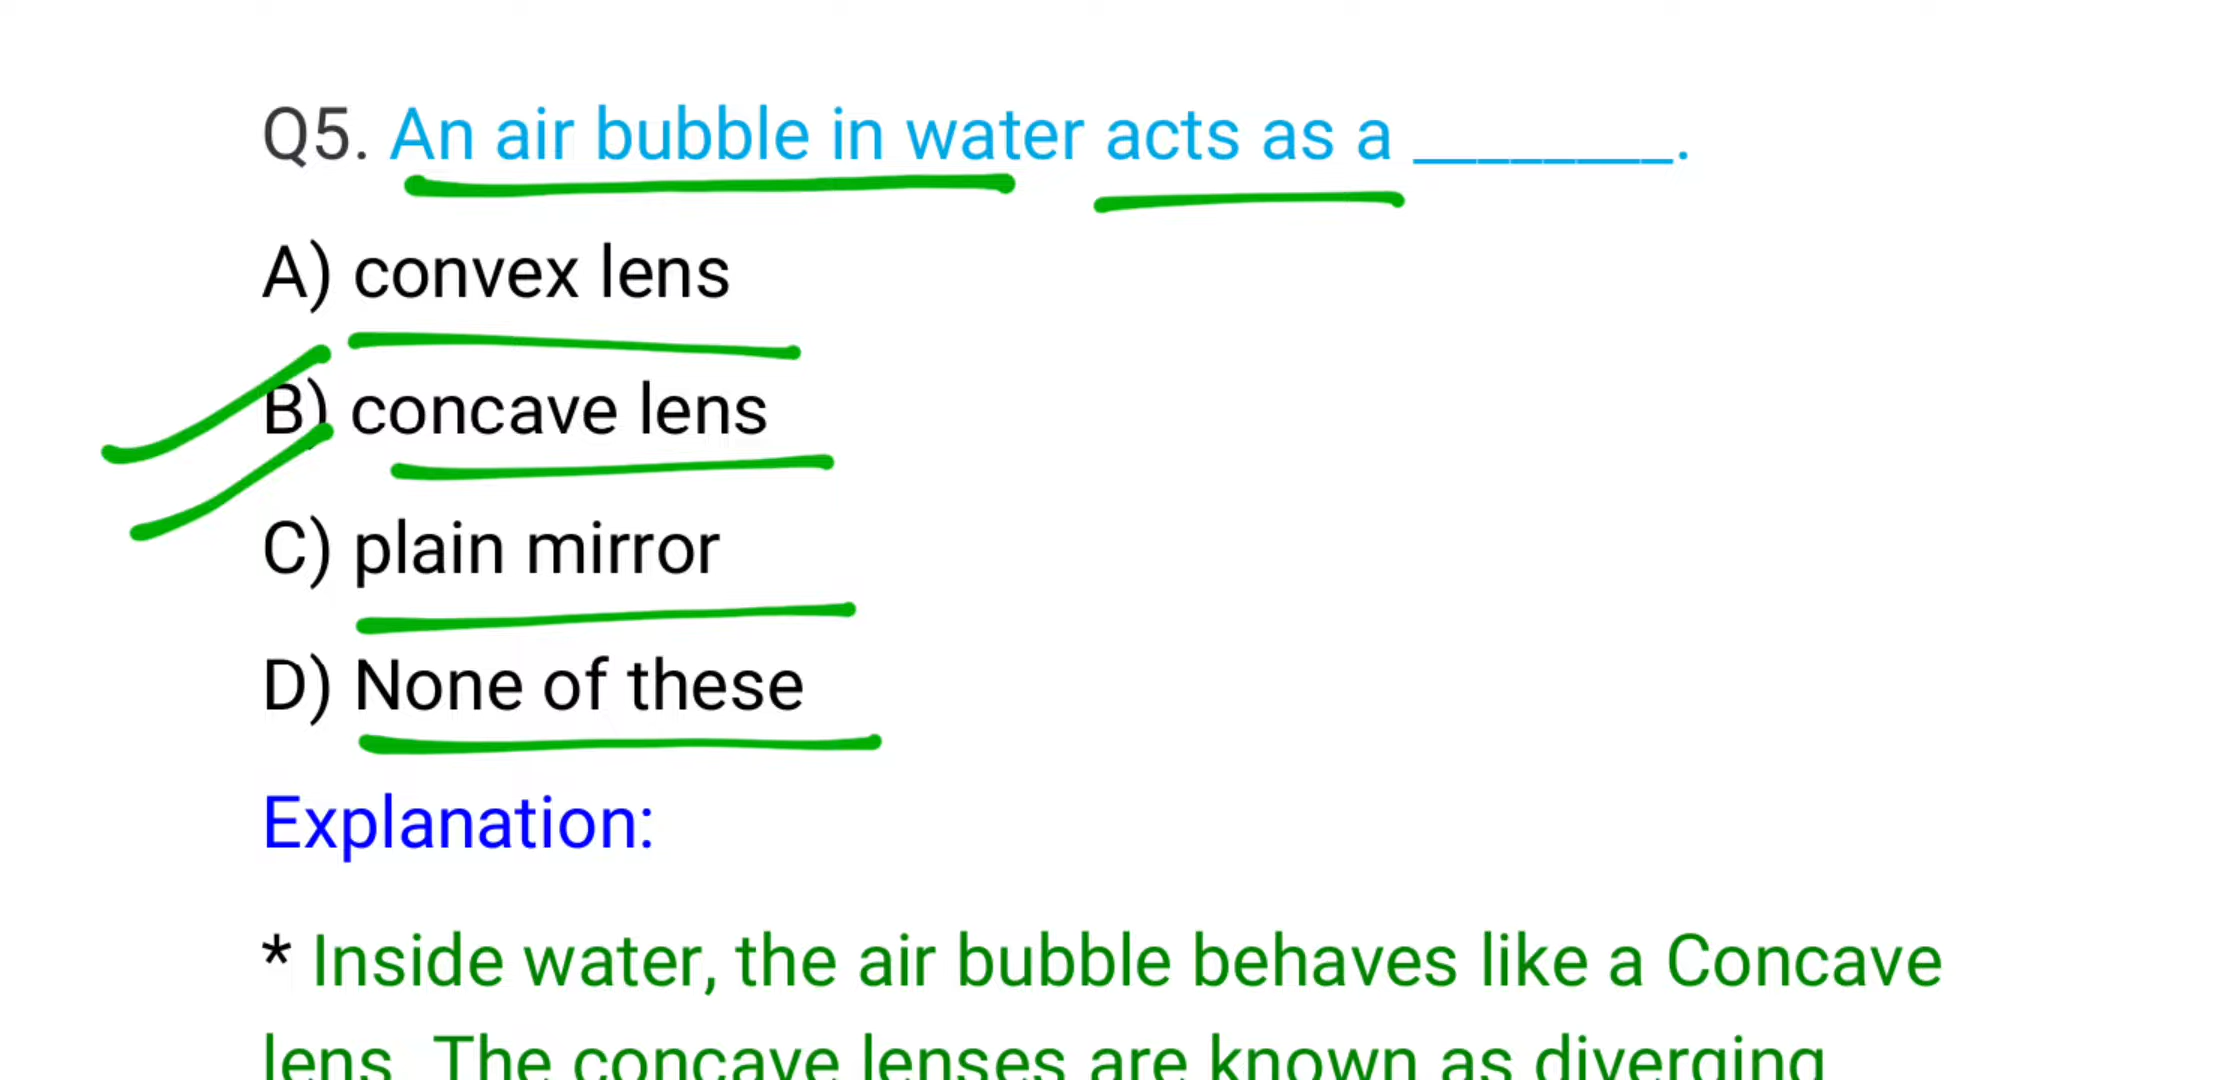 Q5. An air bubble in water acts as a ________.
A) convex lens
B) concave lens
C) plain mirror
D) None of these
Explanation:
* Inside water, the air bubble behaves like a Concave
lens. The concave lenses are known as diverging